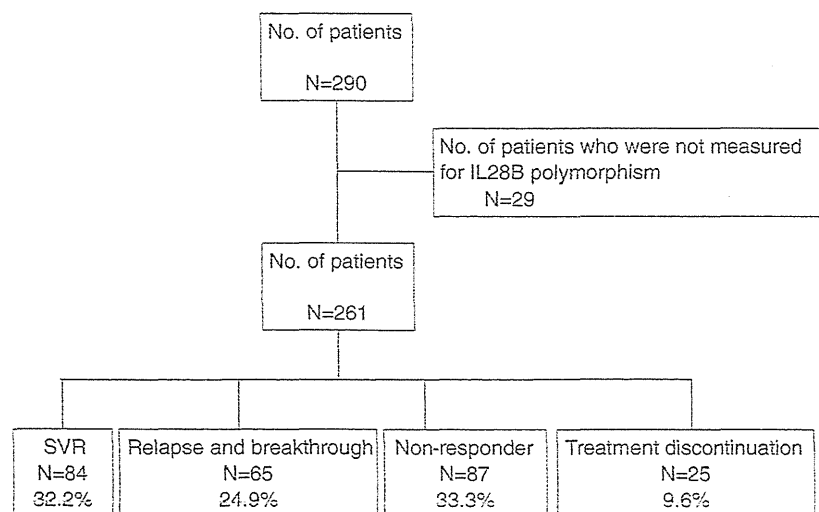 No. of patients
N=290
No. of patients who were not measured
for IL28B polymorphism
N=29
No. of patients
N=261
SVR
N=84
32.2%
Relapse and breakthrough
N=65
24.9%
Non-responder
N=87
33.3%
Treatment discontinuation
N=25
9.6%